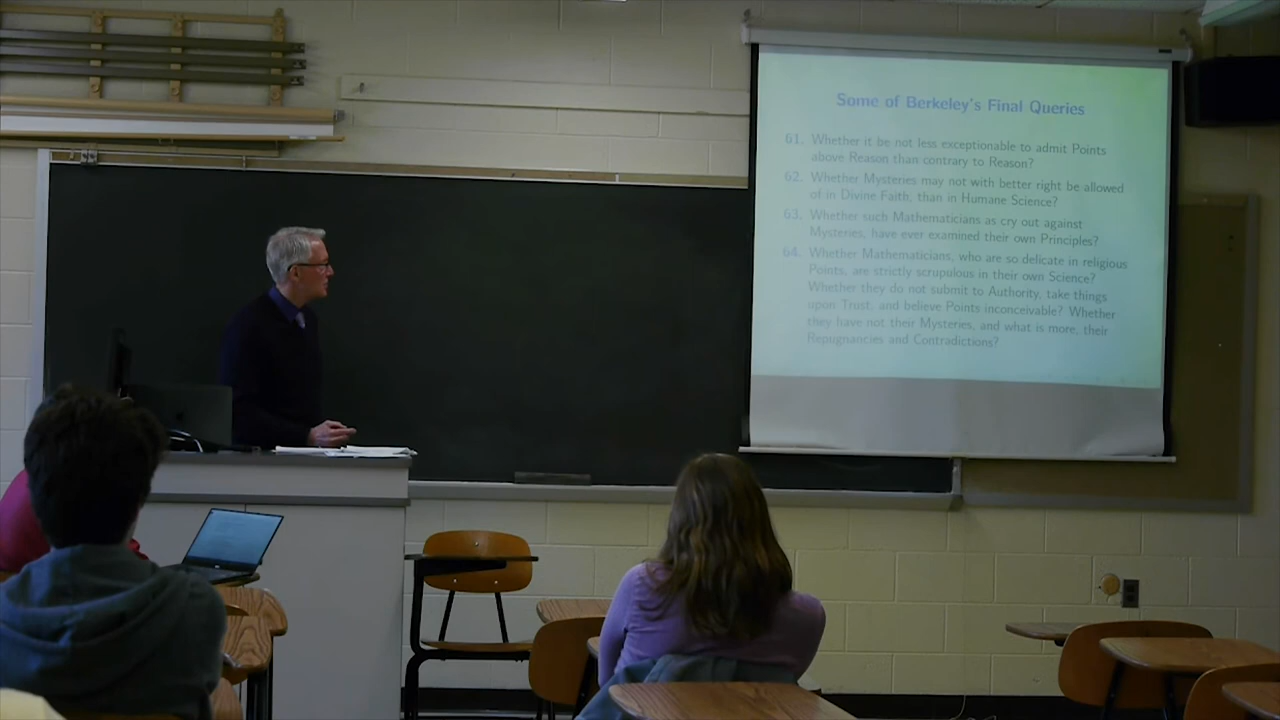 Some of Berkeley's Final Queries
61. Whether it be not less exceptionable to admit Points
above Reason than contrary to Reason?
62. Whether Mysteries may not with better right be allowed
of in Divine Faith, than in Humane Science?
63. Whether such Mathematicians as cry out against
Mysteries, have ever examined their own Principles?
64. Whether Mathematicians, who are so delicate in religious
Points, are strictly scrupulous in their own Science?
Whether they do not submit to Authority, take things
upon Trust, and believe Points inconceivable? Whether
they have not their Mysteries, and what is more, their
Repugnancies and Contradictions?